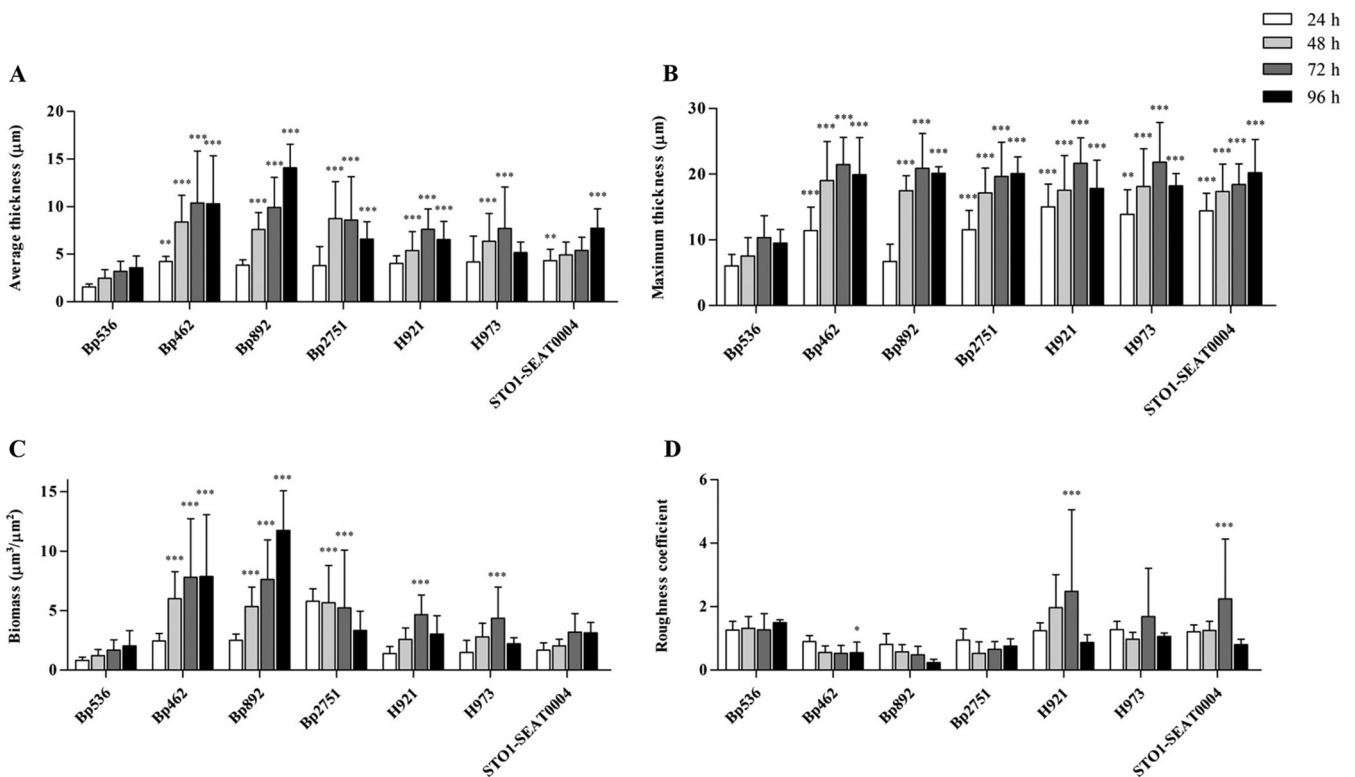 24 h
48 h
72 h
96 h
A
Average thickness (µm)
20
15
10
5
0
** *** *** ***
*** *** ***
*** *** ***
*** *** ***
*** ***
** ***
Bp536
Bp462
Bp892
Bp2751
H921
H973
STO1-SEAT0004
B
Maximum thickness (µm)
30
20
10
0
*** *** *** ***
*** *** ***
*** *** *** ***
*** *** *** ***
** *** *** ***
*** *** *** ***
Bp536
Bp462
Bp892
Bp2751
H921
H973
STO1-SEAT0004
C
Biomass (µm³/µm²)
15
10
5
0
*** *** ***
*** *** ***
*** ***
***
***
Bp536
Bp462
Bp892
Bp2751
H921
H973
STO1-SEAT0004
D
Roughness coefficient
6
4
2
0
*
***
***
Bp536
Bp462
Bp892
Bp2751
H921
H973
STO1-SEAT0004